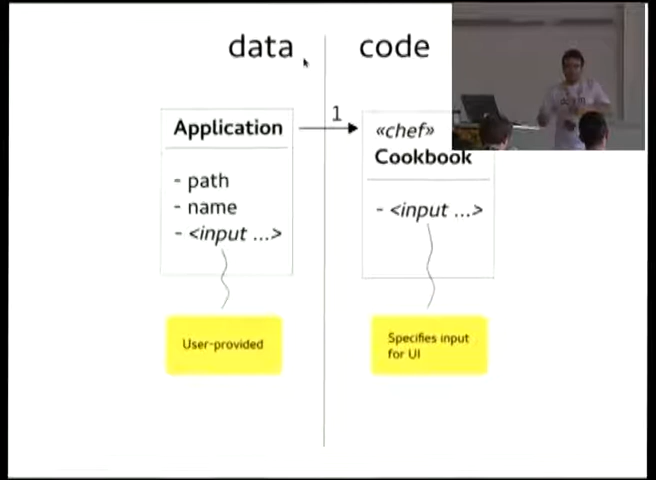 data
code
Application
- path
- name
- <input ...>
1
«chef»
Cookbook
- <input ...>
User-provided
Specifies input
for UI